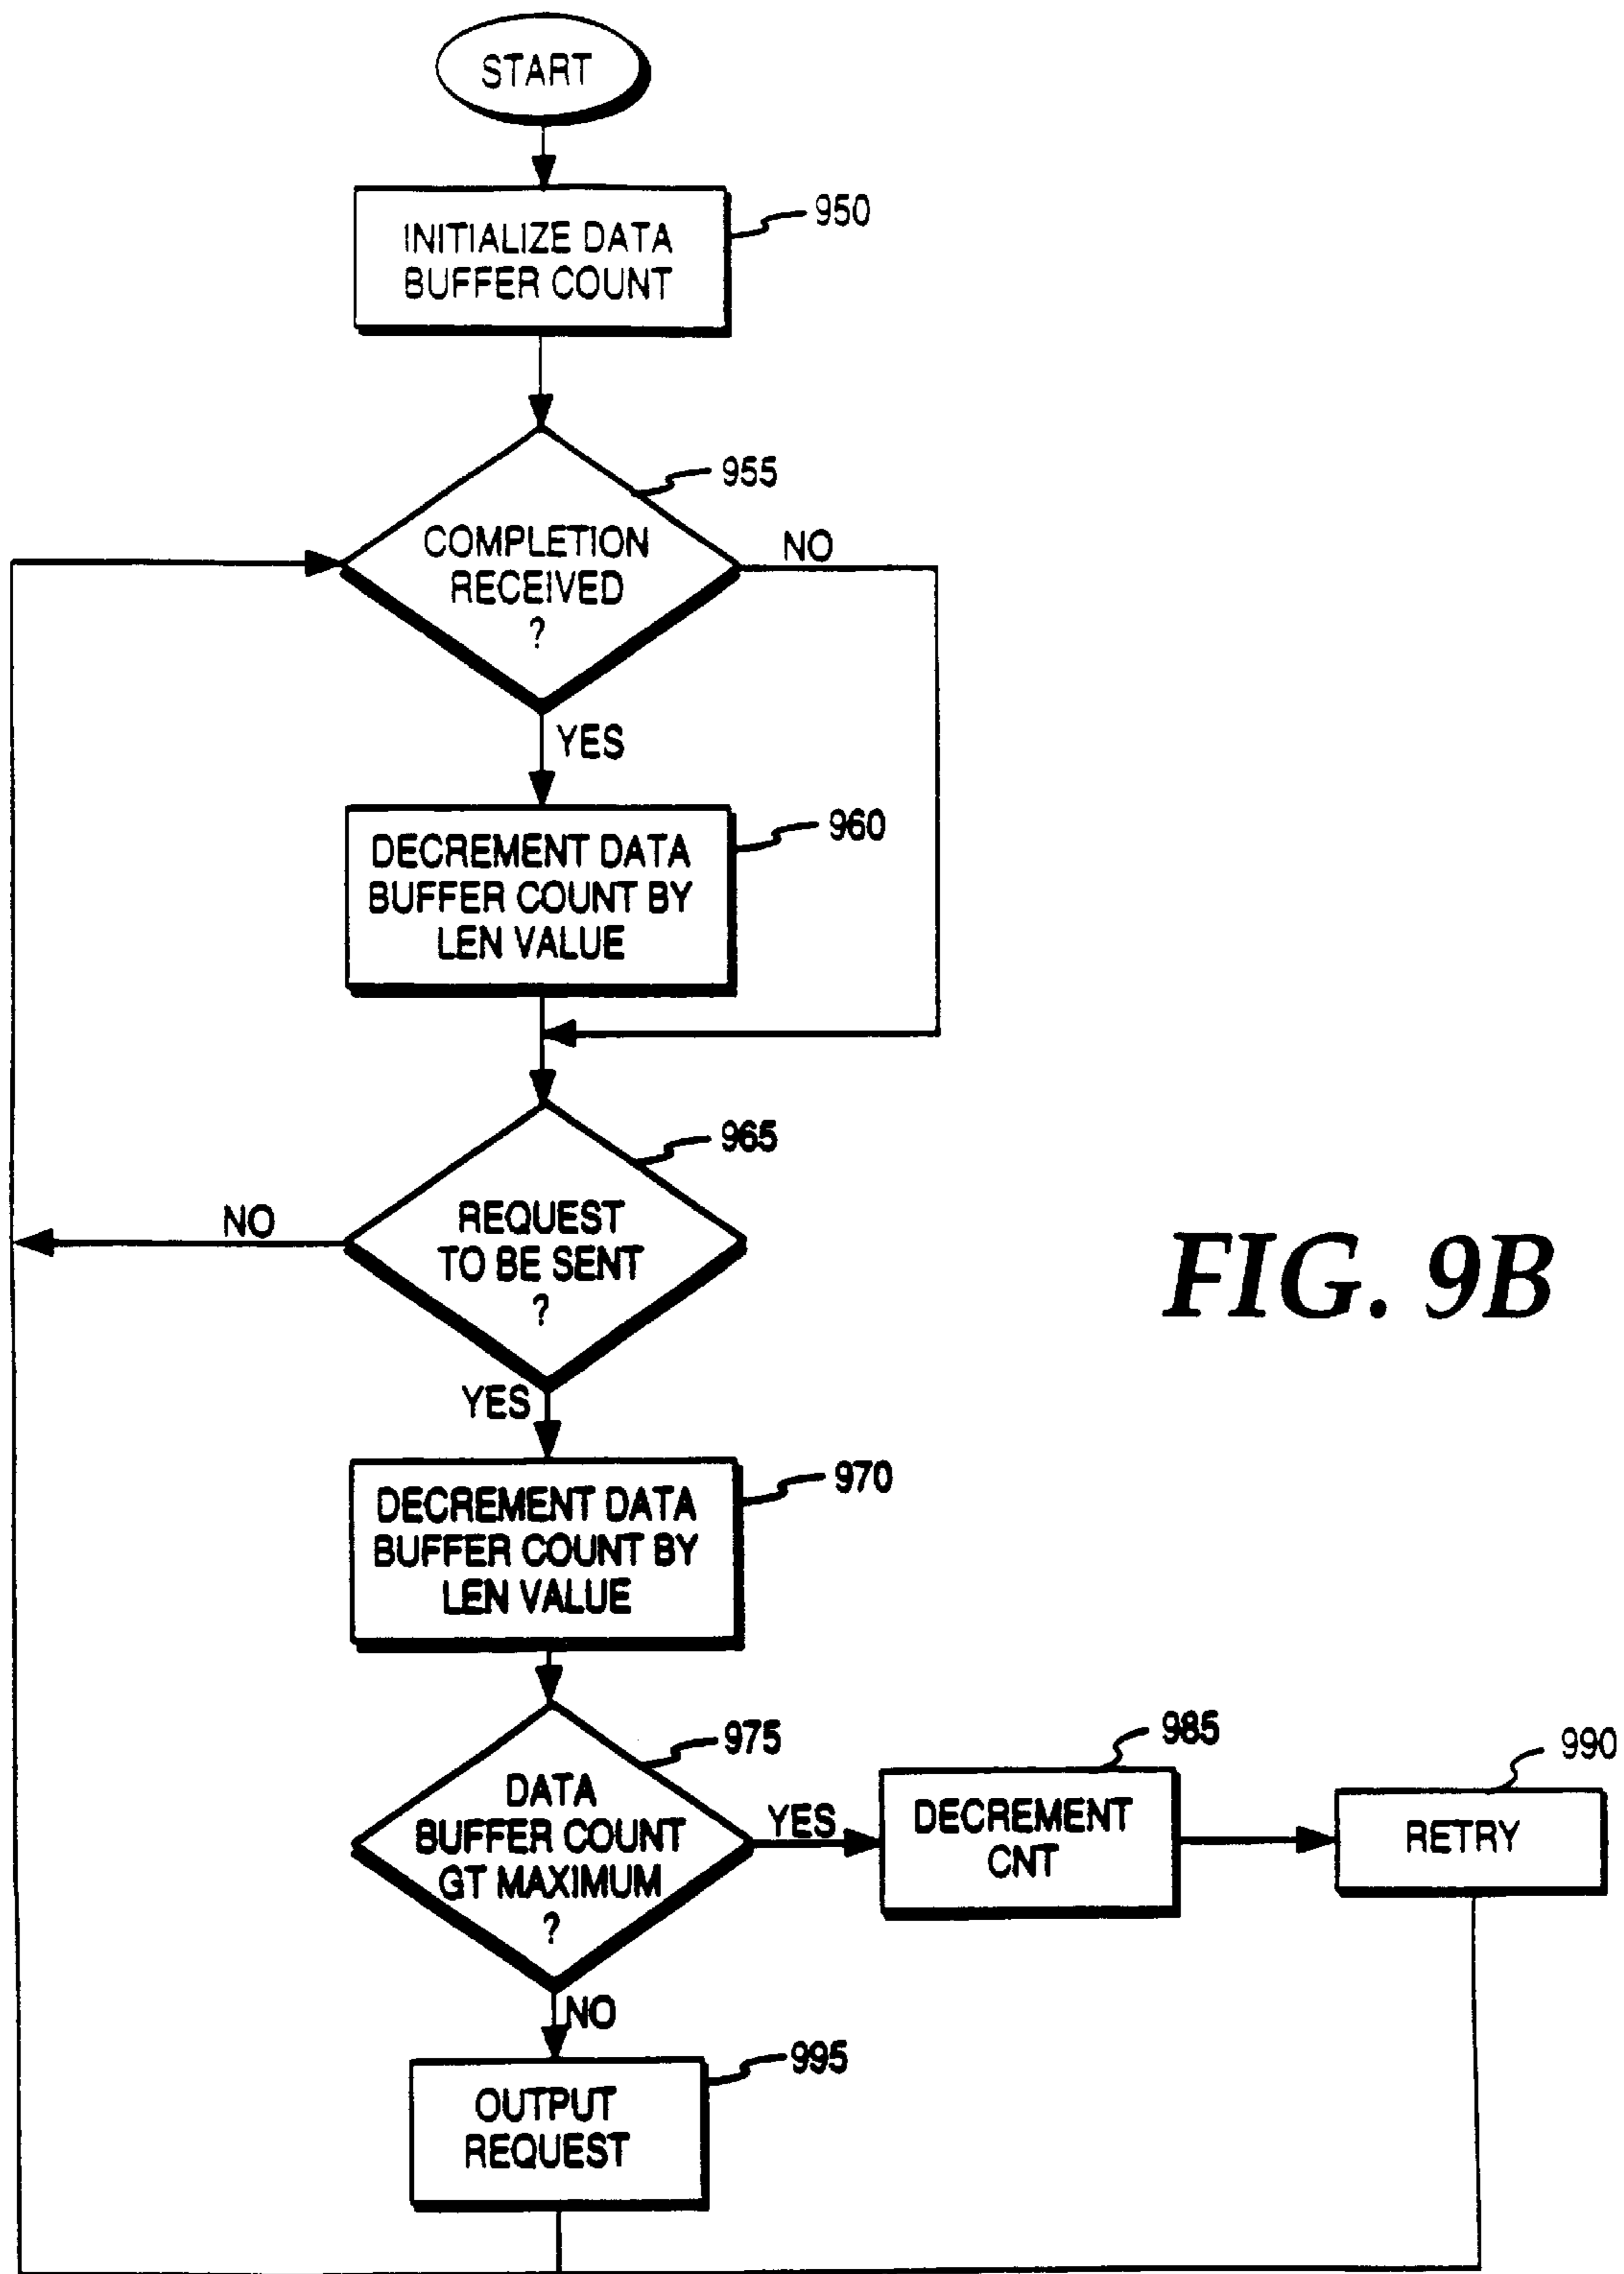 START
INITIALIZE DATA
BUFFER COUNT
950
COMPLETION
RECEIVED
?
955
NO
YES
DECREMENT DATA
BUFFER COUNT BY
LEN VALUE
960
REQUEST
TO BE SENT
?
965
NO
YES
FIG. 9B
DECREMENT DATA
BUFFER COUNT BY
LEN VALUE
970
DATA
BUFFER COUNT
GT MAXIMUM
?
975
YES
DECREMENT
CNT
985
RETRY
990
NO
OUTPUT
REQUEST
995